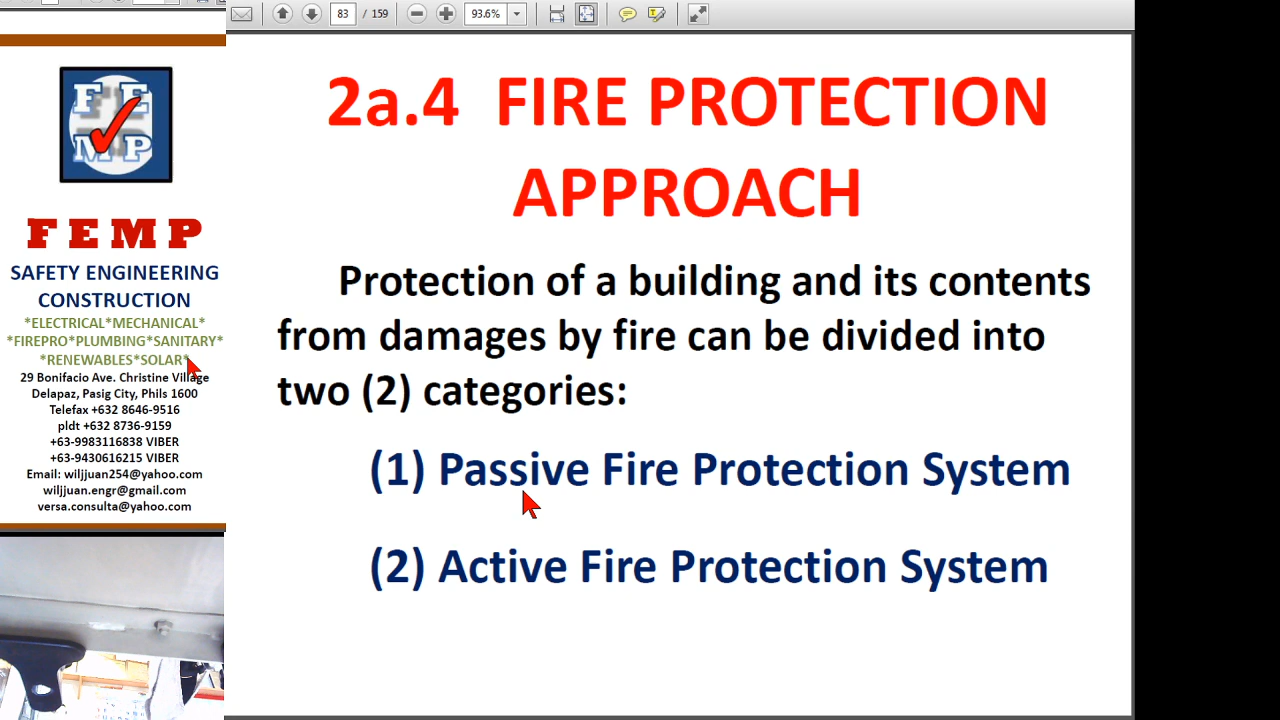 83 / 159
93.6%
F E
M P
F E M P
SAFETY ENGINEERING
CONSTRUCTION
*ELECTRICAL*MECHANICAL*
*FIREPRO*PLUMBING*SANITARY*
*RENEWABLES*SOLAR*
29 Bonifacio Ave. Christine Village
Delapaz, Pasig City, Phils 1600
Telefax +632 8646-9516
pldt +632 8736-9159
+63-9983116838 VIBER
+63-9430616215 VIBER
Email: wiljjuan254@yahoo.com
wiljjuan.engr@gmail.com
versa.consulta@yahoo.com
2a.4 FIRE PROTECTION
APPROACH
Protection of a building and its contents
from damages by fire can be divided into
two (2) categories:
(1) Passive Fire Protection System
(2) Active Fire Protection System